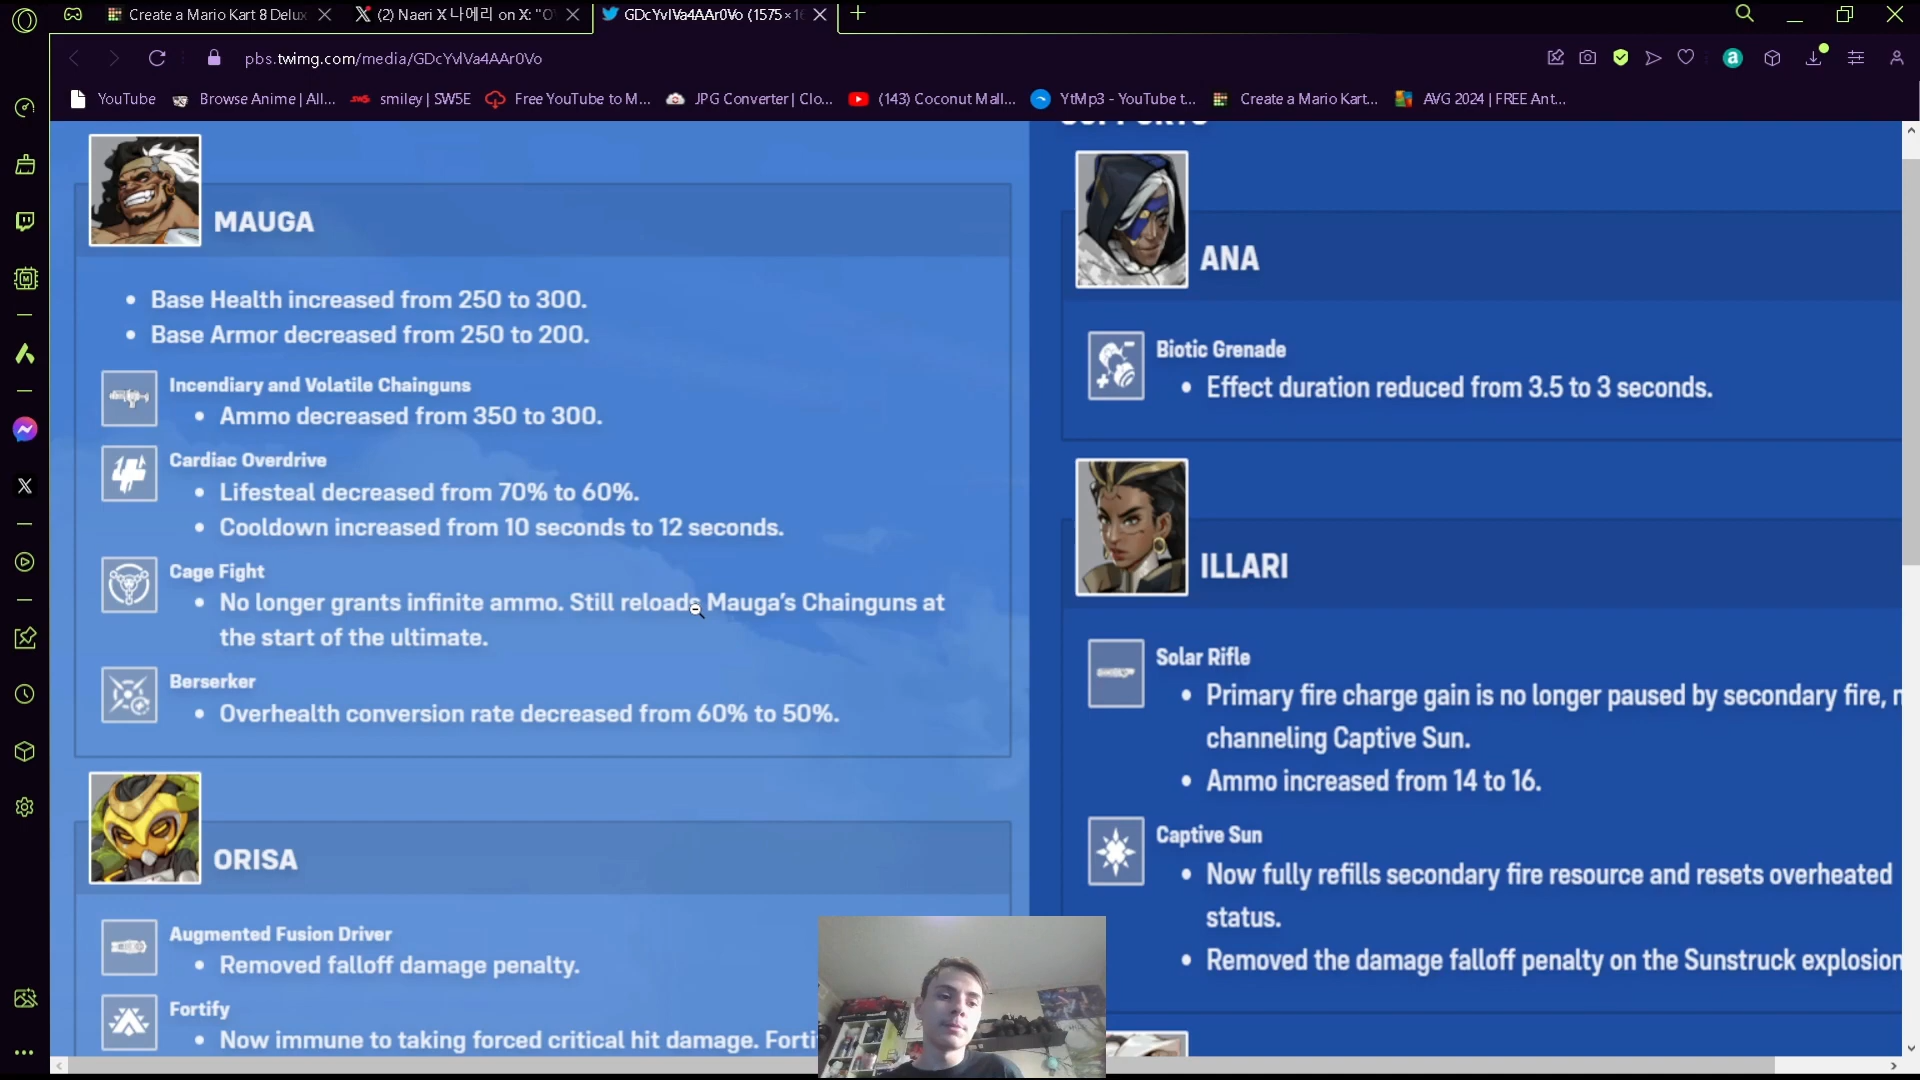 Create a Mario Kart 8 Delux
(2) Naeri X 나에리 on X: "O
GDcYvlVa4AAr0Vo (1575×1
pbs.twimg.com/media/GDcYvlVa4AAr0Vo
YouTube
Browse Anime | All...
smiley | SW5E
Free YouTube to M...
JPG Converter | Clo...
(143) Coconut Mall...
YtMp3 - YouTube t...
Create a Mario Kart...
AVG 2024 | FREE Ant...
MAUGA
• Base Health increased from 250 to 300.
• Base Armor decreased from 250 to 200.
Incendiary and Volatile Chainguns
• Ammo decreased from 350 to 300.
Cardiac Overdrive
• Lifesteal decreased from 70% to 60%.
• Cooldown increased from 10 seconds to 12 seconds.
Cage Fight
• No longer grants infinite ammo. Still reloads Mauga's Chainguns at
the start of the ultimate.
Berserker
• Overhealth conversion rate decreased from 60% to 50%.
ORISA
Augmented Fusion Driver
• Removed falloff damage penalty.
Fortify
• Now immune to taking forced critical hit damage. Forti
SUPPORTS
ANA
Biotic Grenade
• Effect duration reduced from 3.5 to 3 seconds.
ILLARI
Solar Rifle
• Primary fire charge gain is no longer paused by secondary fire,
channeling Captive Sun.
• Ammo increased from 14 to 16.
Captive Sun
• Now fully refills secondary fire resource and resets overheated
status.
• Removed the damage falloff penalty on the Sunstruck explosion